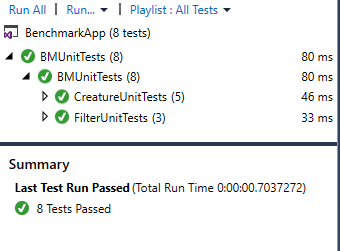 Run All | Run... | Playlist : All Tests
BenchmarkApp (8 tests)
BMUnitTests (8) 80 ms
BMUnitTests (8) 80 ms
CreatureUnitTests (5) 46 ms
FilterUnitTests (3) 33 ms
Summary
Last Test Run Passed (Total Run Time 0:00:00.7037272)
8 Tests Passed